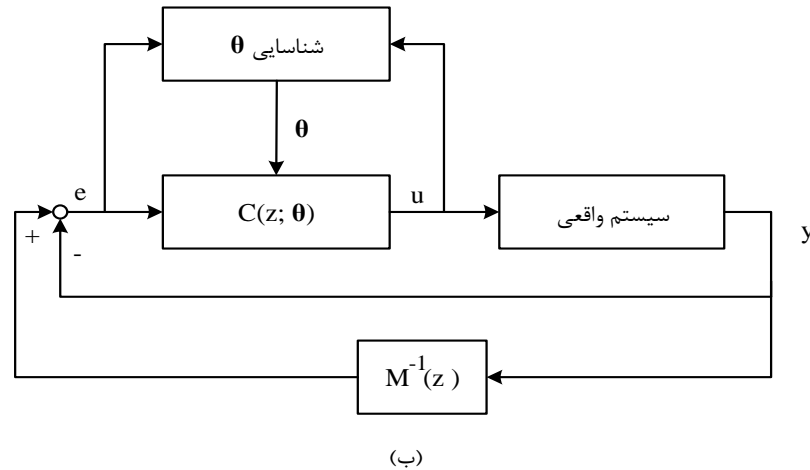 شناسایی θ
θ
e
C(z; θ)
u
سیستم واقعی
y
+
-
M⁻¹(z )
(ب)